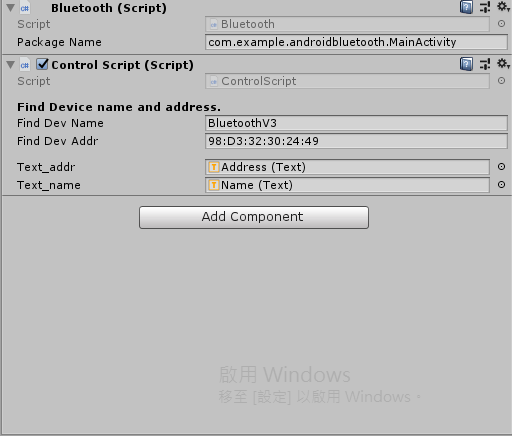 Bluetooth (Script)
Script Bluetooth
Package Name com.example.androidbluetooth.MainActivity
Control Script (Script)
Script ControlScript
Find Device name and address.
Find Dev Name BluetoothV3
Find Dev Addr 98:D3:32:30:24:49
Text_addr Address (Text)
Text_name Name (Text)
Add Component
啟用 Windows
移至 [設定] 以啟用 Windows。